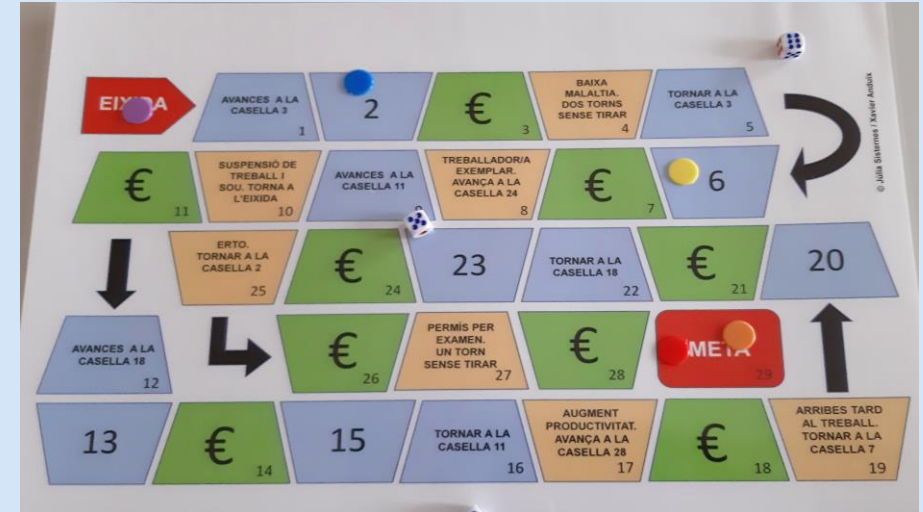 EIXIDA
AVANCES A LA
CASELLA 3
1
2
€
3
BAIXA
MALALTIA.
DOS TORNS
SENSE TIRAR
4
TORNAR A LA
CASELLA 3
5
© Júlia Sisternes / Xavier Anduix
€
11
SUSPENSIÓ DE
TREBALL I
SOU. TORNA A
L'EIXIDA
10
AVANCES A LA
CASELLA 11
9
TREBALLADOR/A
EXEMPLAR.
AVANÇA A LA
CASELLA 24
8
€
7
6
ERTO.
TORNAR A LA
CASELLA 2
25
€
24
23
TORNAR A LA
CASELLA 18
22
€
21
20
AVANCES A LA
CASELLA 18
12
€
26
PERMÍS PER
EXAMEN.
UN TORN
SENSE TIRAR
27
€
28
META
29
13
€
14
15
TORNAR A LA
CASELLA 11
16
AUGMENT
PRODUCTIVITAT.
AVANÇA A LA
CASELLA 28
17
€
18
ARRIBES TARD
AL TREBALL.
TORNAR A LA
CASELLA 7
19